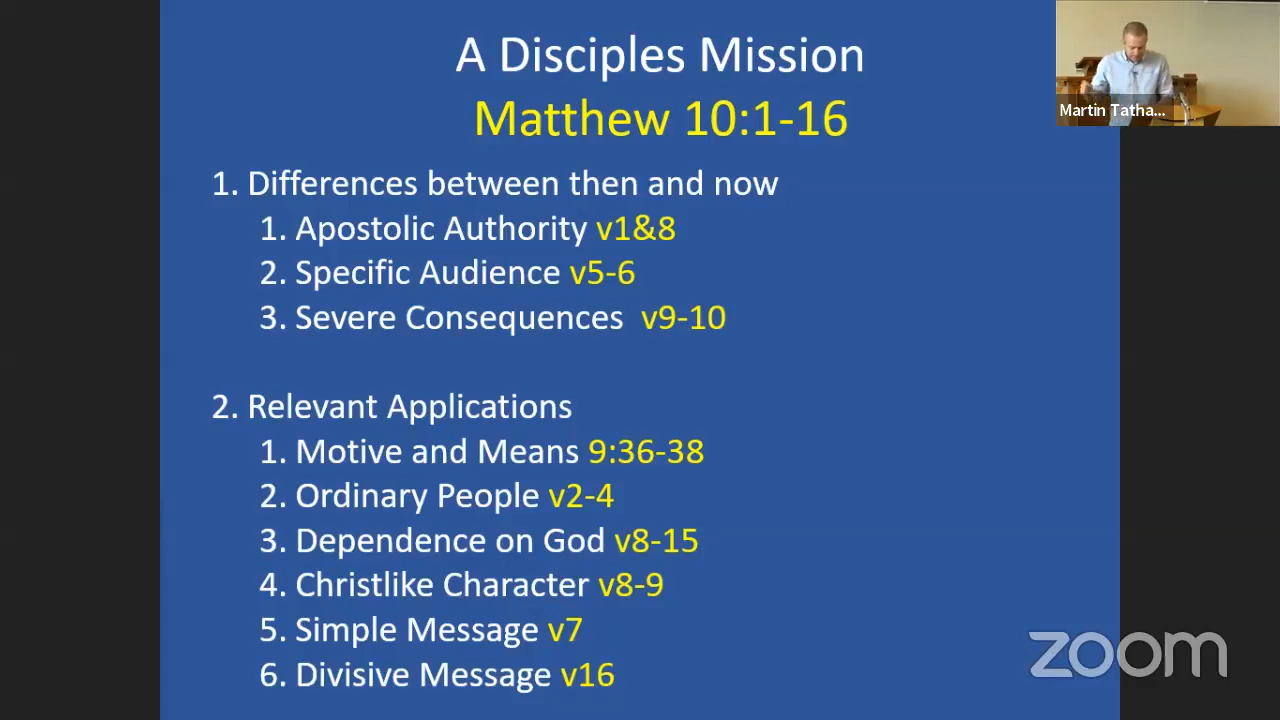 A Disciples Mission
Matthew 10:1-16
Martin Tatha...
1. Differences between then and now
1. Apostolic Authority v1&8
2. Specific Audience v5-6
3. Severe Consequences v9-10
2. Relevant Applications
1. Motive and Means 9:36-38
2. Ordinary People v2-4
3. Dependence on God v8-15
4. Christlike Character v8-9
5. Simple Message v7
6. Divisive Message v16
zoom